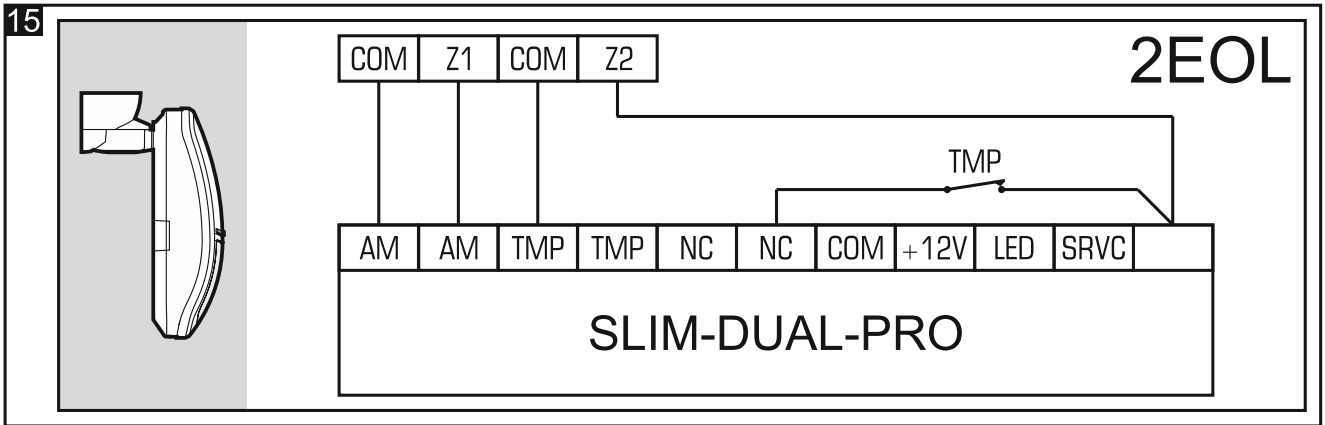 15
COM Z1 COM Z2
2EOL
TMP
AM AM TMP TMP NC NC COM +12V LED SRVC
SLIM-DUAL-PRO